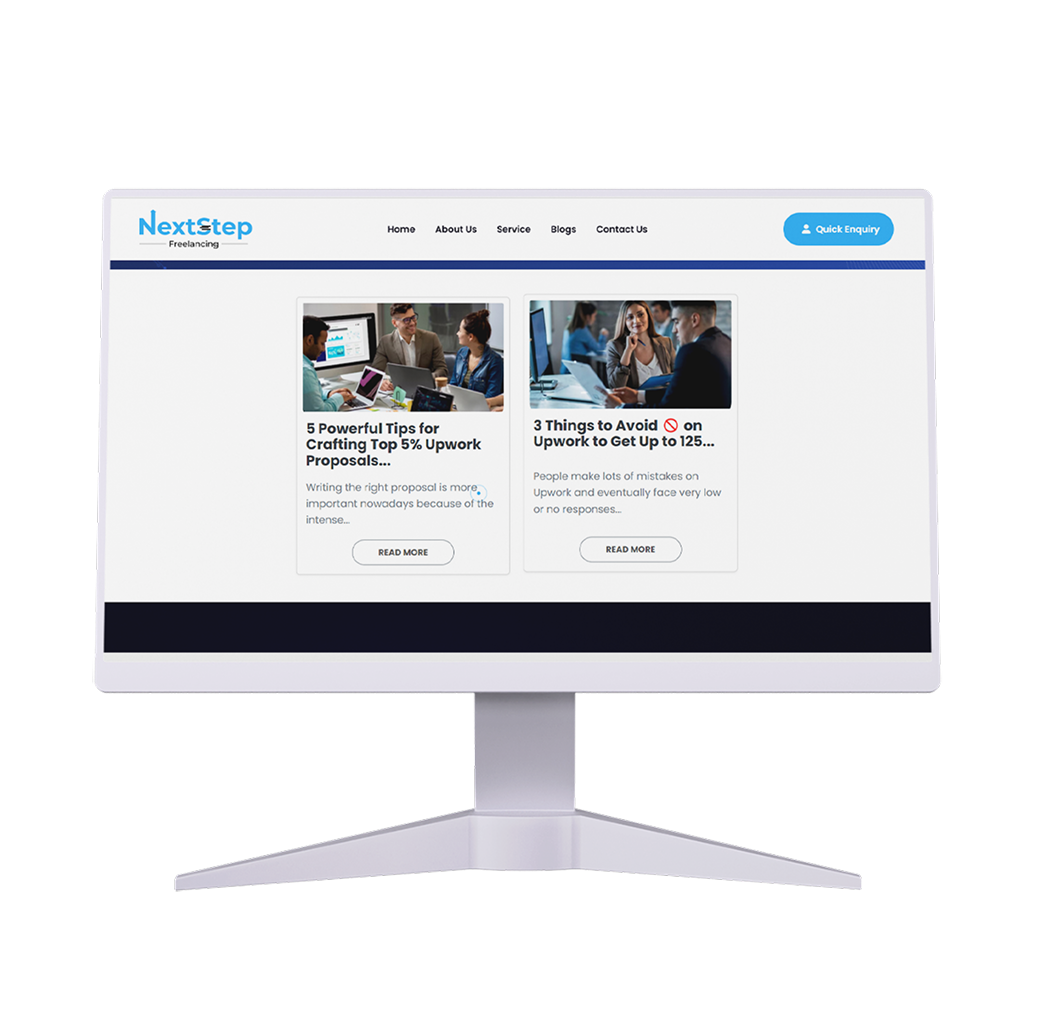 NextStep
Freelancing
Home About Us Service Blogs Contact Us
Quick Enquiry
5 Powerful Tips for
Crafting Top 5% Upwork
Proposals...
Writing the right proposal is more
important nowadays because of the
intense...
READ MORE
3 Things to Avoid 🚫 on
Upwork to Get Up to 125...
People make lots of mistakes on
Upwork and eventually face very low
or no responses...
READ MORE